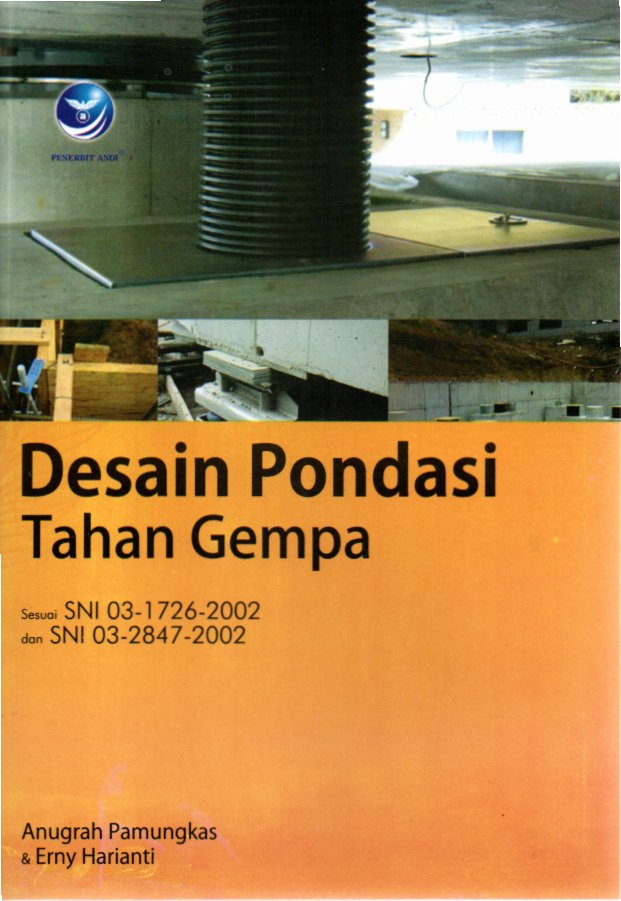 a
PENERBIT ANDI
Desain Pondasi
Tahan Gempa
Sesuai SNI 03-1726-2002
dan SNI 03-2847-2002
Anugrah Pamungkas
& Erny Harianti